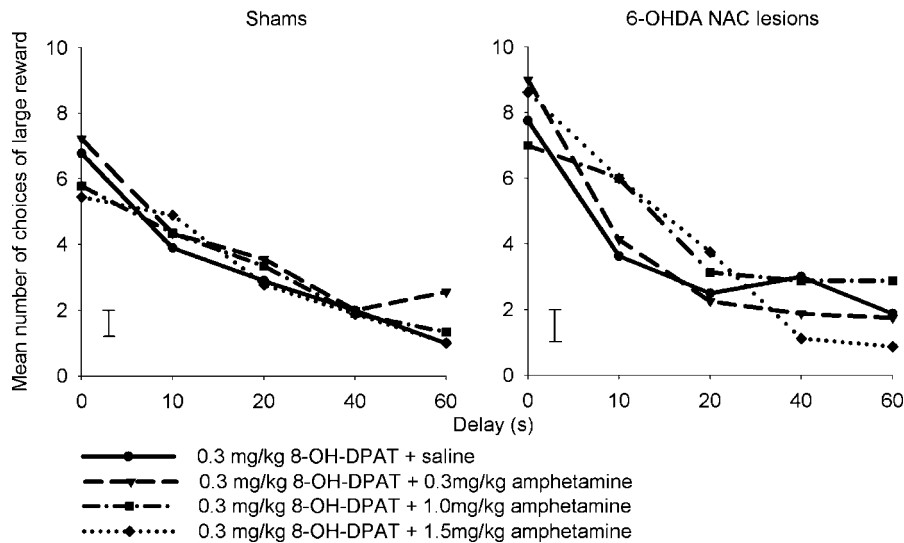 Shams
6-OHDA NAC lesions
Mean number of choices of large reward
10
8
6
4
2
0
0 10 20 40 60
10
8
6
4
2
0
0 10 20 40 60
Delay (s)
0.3 mg/kg 8-OH-DPAT + saline
0.3 mg/kg 8-OH-DPAT + 0.3mg/kg amphetamine
0.3 mg/kg 8-OH-DPAT + 1.0mg/kg amphetamine
0.3 mg/kg 8-OH-DPAT + 1.5mg/kg amphetamine